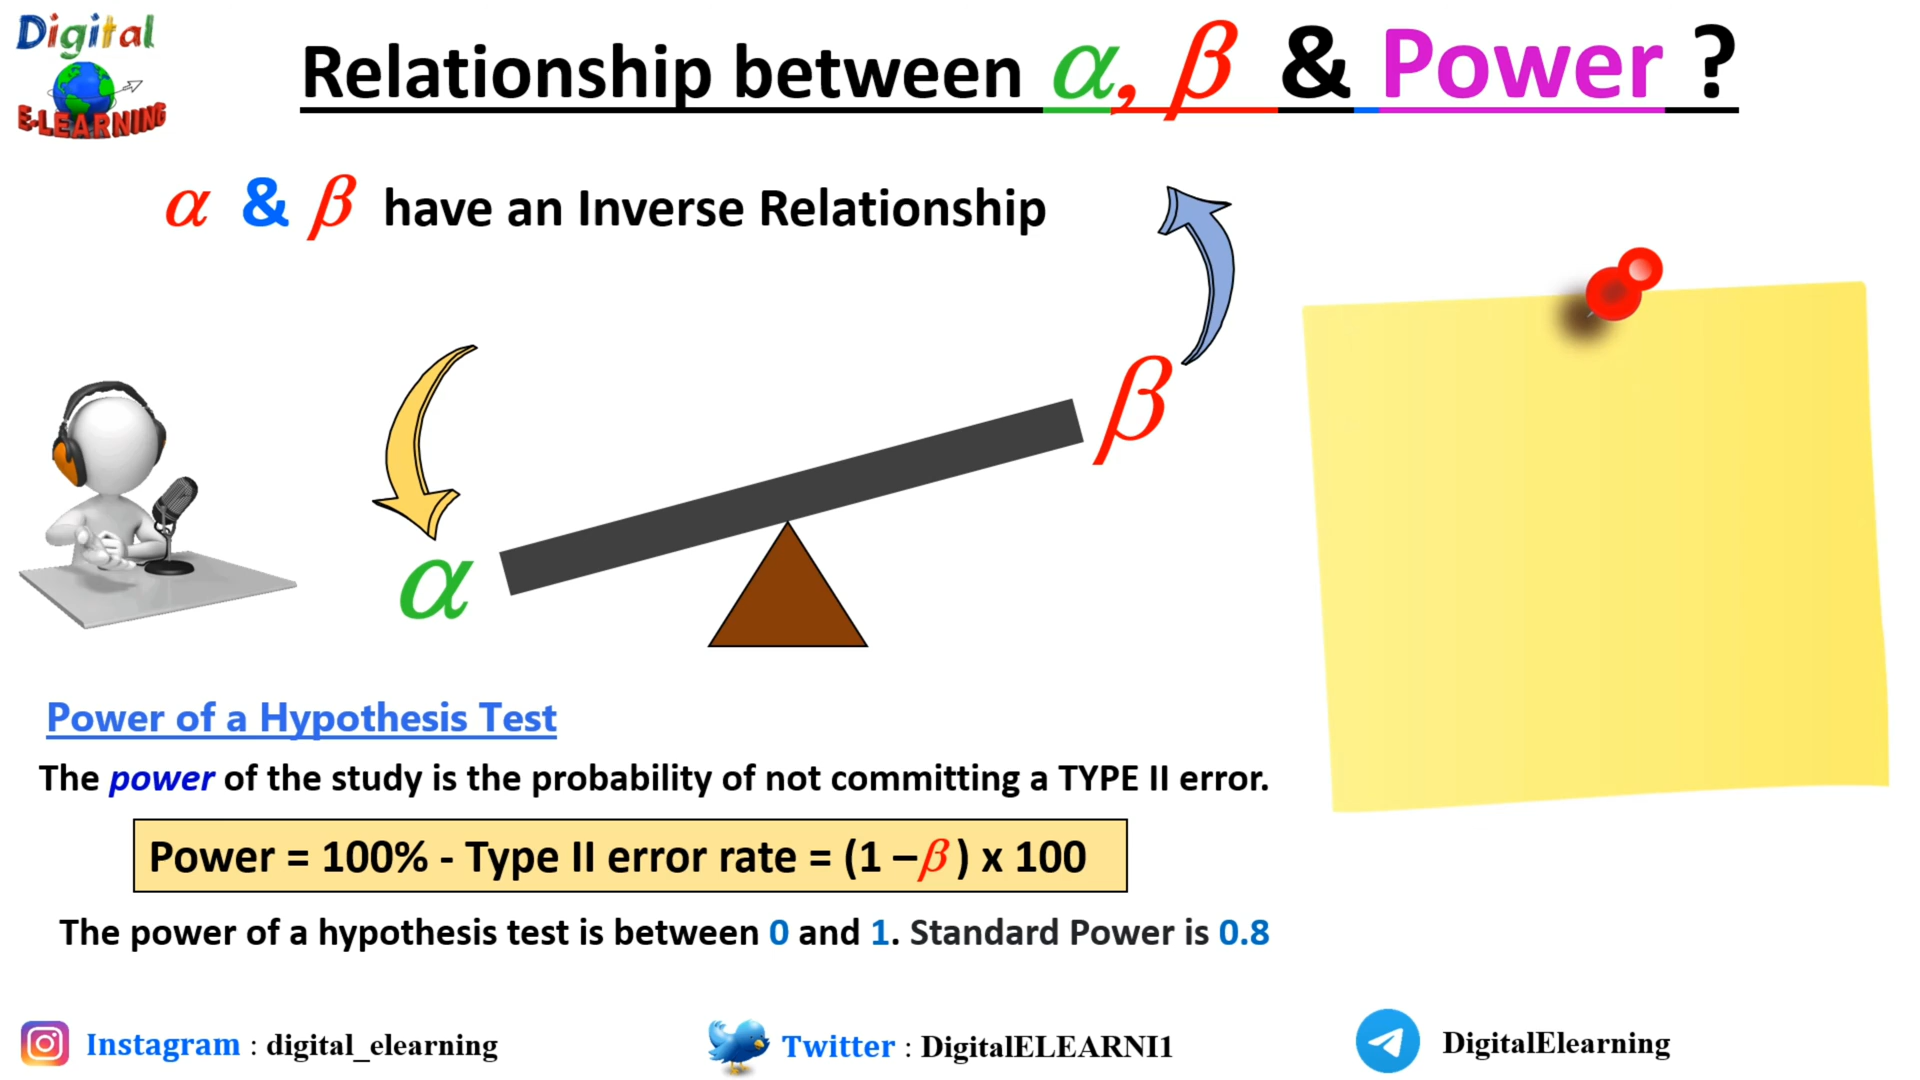 Digital
E-LEARNING
Relationship between α, β & Power ?
α & β have an Inverse Relationship
β
α
Power of a Hypothesis Test
The power of the study is the probability of not committing a TYPE II error.
Power = 100% - Type II error rate = (1 – β ) x 100
The power of a hypothesis test is between 0 and 1. Standard Power is 0.8
Instagram : digital_elearning
Twitter : DigitalELEARNI1
DigitalElearning